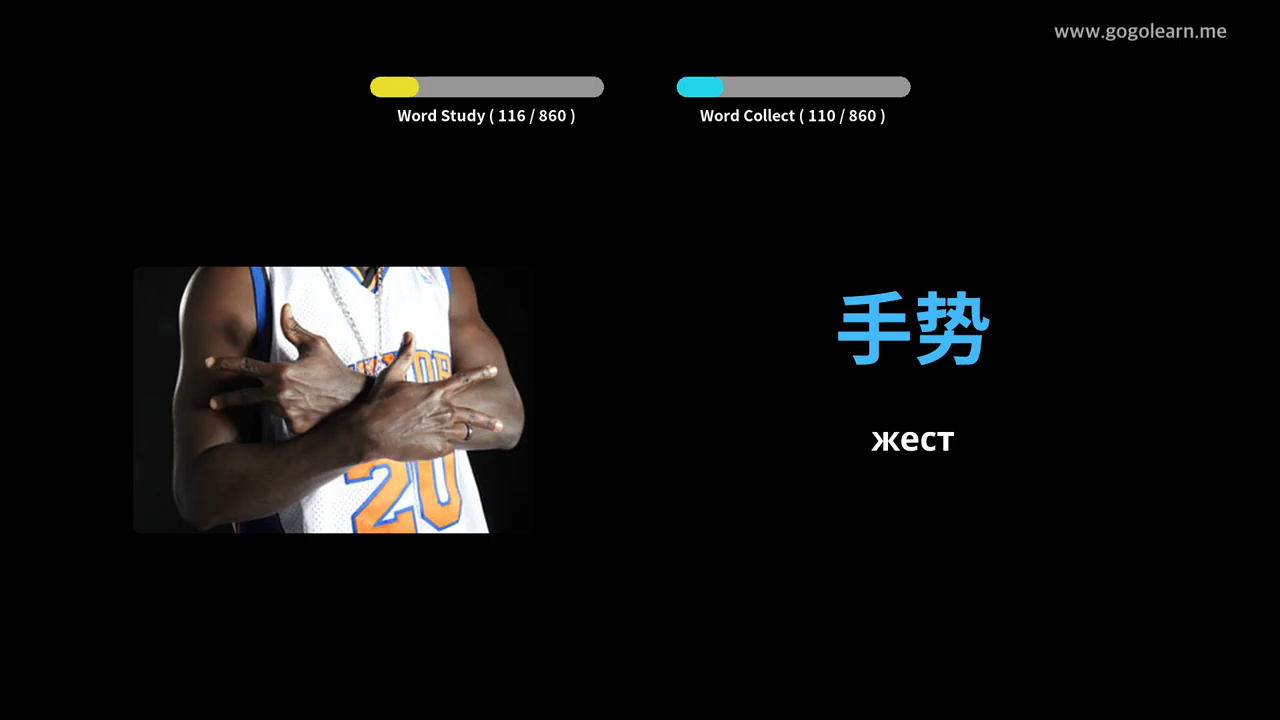 www.gogolearn.me
Word Study ( 116 / 860 )
Word Collect ( 110 / 860 )
手势
жест
20